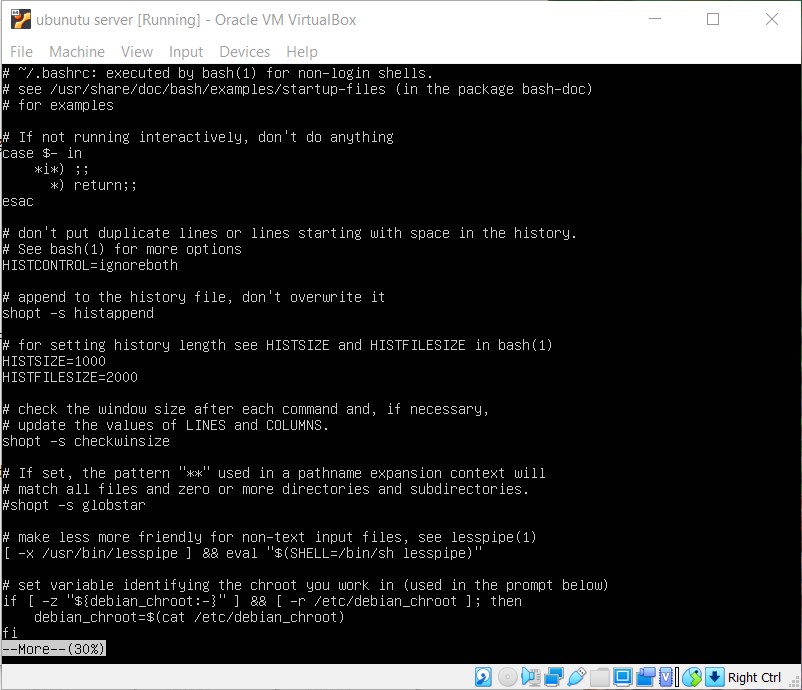 ubunutu server [Running] - Oracle VM VirtualBox
File Machine View Input Devices Help
# ~/.bashrc: executed by bash(1) for non-login shells.
# see /usr/share/doc/bash/examples/startup-files (in the package bash-doc)
# for examples

# If not running interactively, don't do anything
case $- in
    *i*) ;;
      *) return;;
esac

# don't put duplicate lines or lines starting with space in the history.
# See bash(1) for more options
HISTCONTROL=ignoreboth

# append to the history file, don't overwrite it
shopt -s histappend

# for setting history length see HISTSIZE and HISTFILESIZE in bash(1)
HISTSIZE=1000
HISTFILESIZE=2000

# check the window size after each command and, if necessary,
# update the values of LINES and COLUMNS.
shopt -s checkwinsize

# If set, the pattern "**" used in a pathname expansion context will
# match all files and zero or more directories and subdirectories.
#shopt -s globstar

# make less more friendly for non-text input files, see lesspipe(1)
[ -x /usr/bin/lesspipe ] && eval "$(SHELL=/bin/sh lesspipe)"

# set variable identifying the chroot you work in (used in the prompt below)
if [ -z "${debian_chroot:-}" ] && [ -r /etc/debian_chroot ]; then
    debian_chroot=$(cat /etc/debian_chroot)
fi
--More--(30%)
Right Ctrl